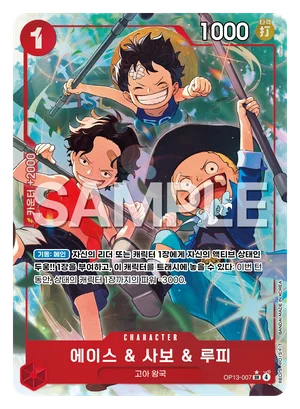 1
1000
타격
打
카운터 +2000
SAMPLE
기동: 메인 자신의 리더 또는 캐릭터 1장에게 자신의 액티브 상태인
두웅!! 1장을 부여하고, 이 캐릭터를 트래시에 놓을 수 있다: 이번 턴
동안, 상대의 캐릭터 1장까지의 파워 -3000.
CHARACTER
에이스 & 사보 & 루피
고아 왕국
OP13-007